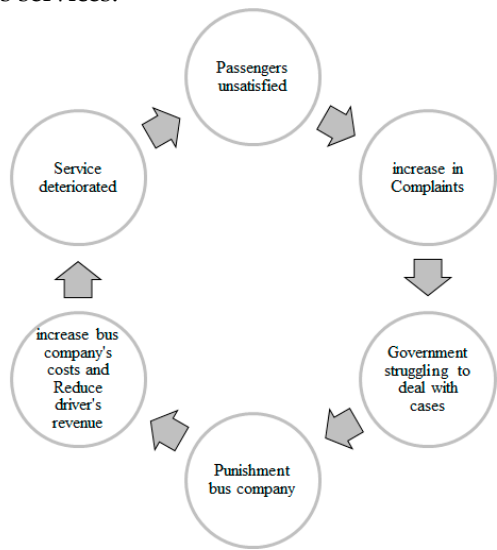 services.
Passengers
unsatisfied
increase in
Complaints
Government
struggling to
deal with
cases
Punishment
bus company
increase bus
company's
costs and
Reduce
driver's
revenue
Service
deteriorated